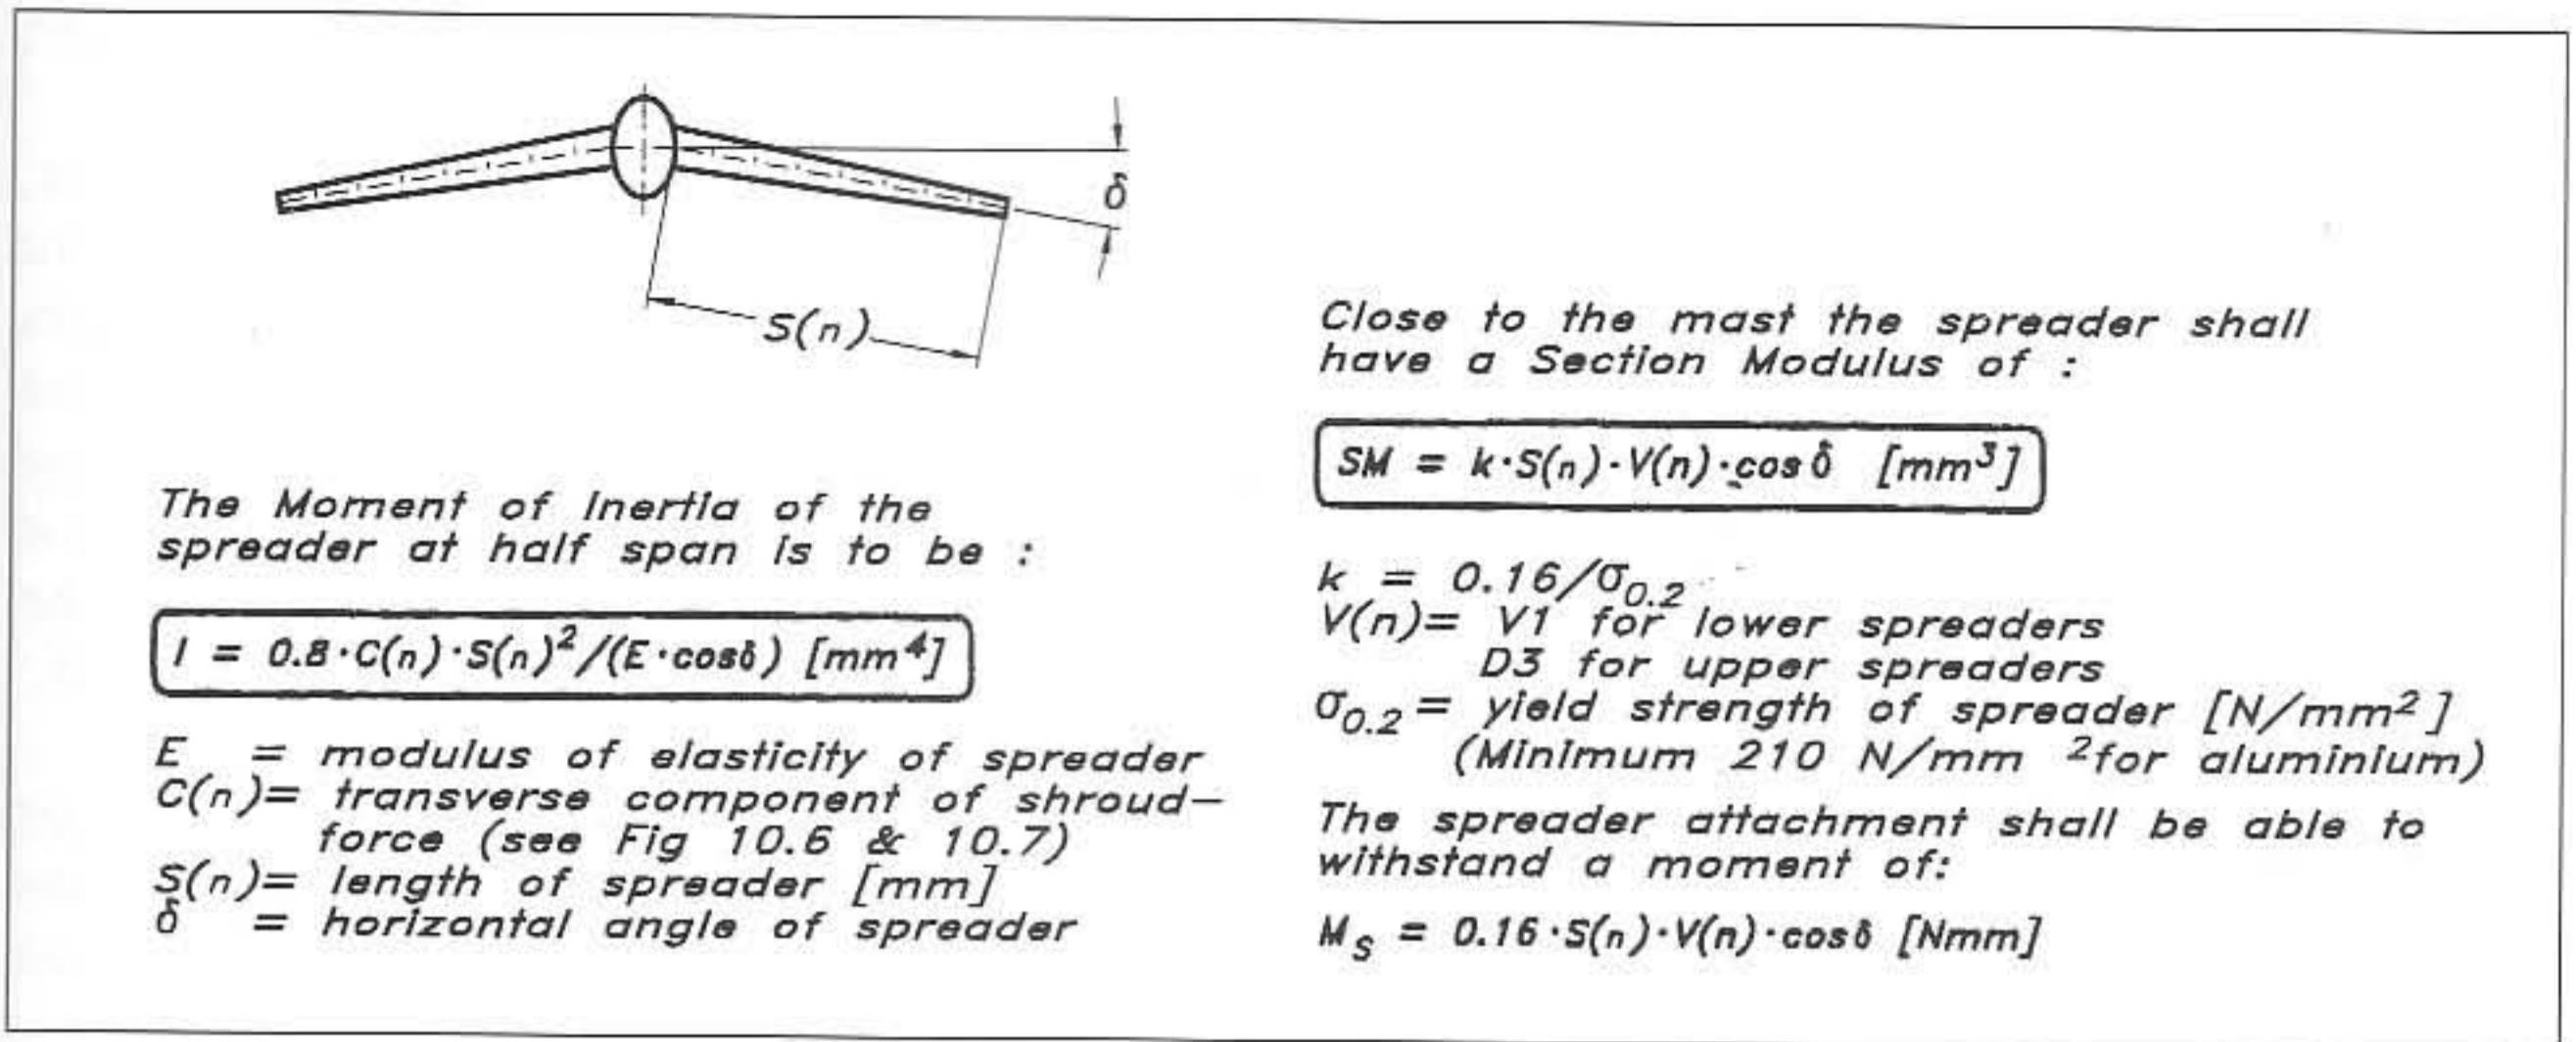 δ
S(n)
The Moment of Inertia of the
spreader at half span is to be :
I = 0.8·C(n)·S(n)²/(E·cosδ) [mm⁴]
E = modulus of elasticity of spreader
C(n)= transverse component of shroud-
force (see Fig 10.6 & 10.7)
S(n)= length of spreader [mm]
δ = horizontal angle of spreader
Close to the mast the spreader shall
have a Section Modulus of :
SM = k·S(n)·V(n)·cosδ [mm³]
k = 0.16/σ₀.₂
V(n)= V1 for lower spreaders
D3 for upper spreaders
σ₀.₂= yield strength of spreader [N/mm²]
(Minimum 210 N/mm ²for aluminium)
The spreader attachment shall be able to
withstand a moment of:
Mₛ = 0.16·S(n)·V(n)·cosδ [Nmm]